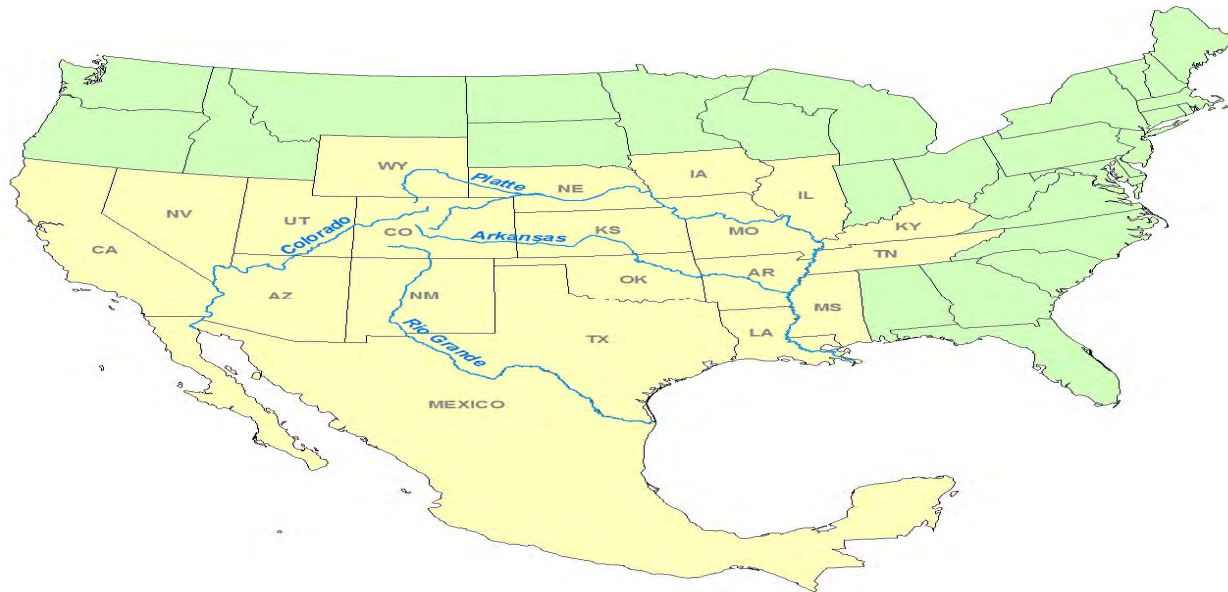 WY
Platte
NE
IA
IL
NV
UT
Colorado
CO
Arkansas
KS
MO
KY
CA
TN
AZ
NM
OK
AR
MS
Rio Grande
TX
LA
MEXICO